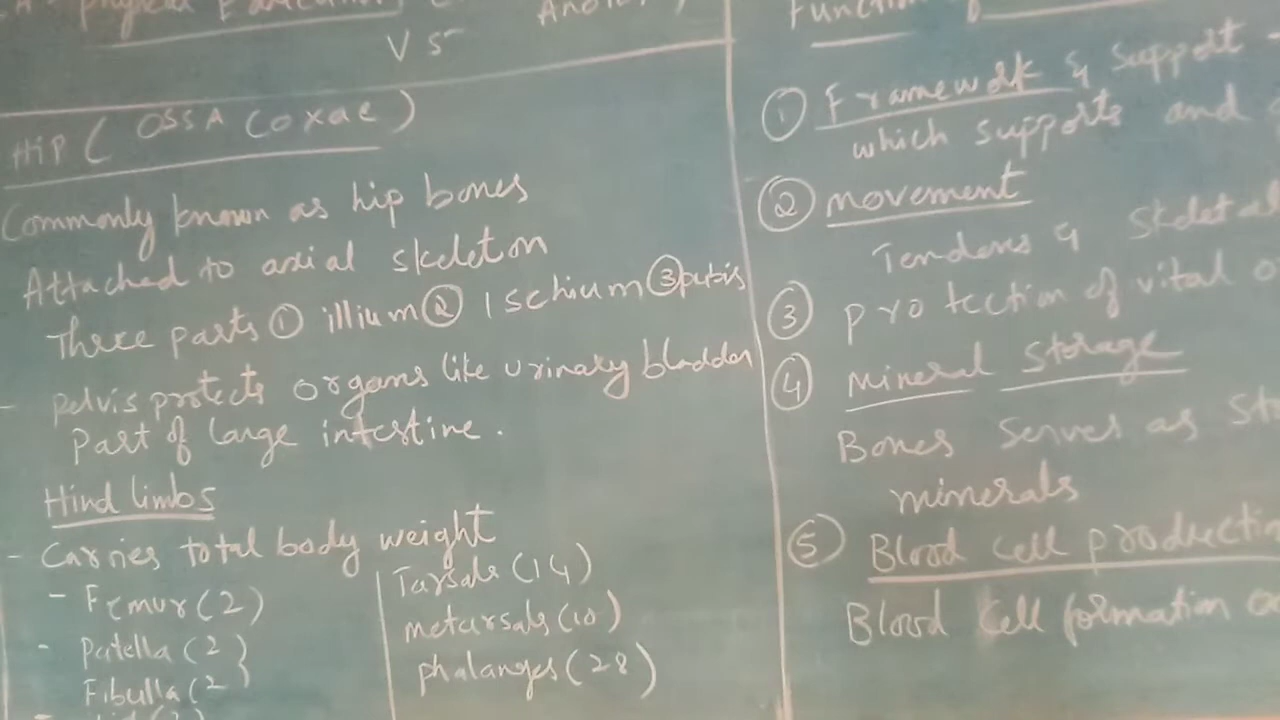 Physical
VS
HiP ( OSSA Coxae )
Commonly known as hip bones
Attached to axial skeleton
Three parts ① illium ② Ischium ③ pubis
- pelvis protects organs like urinary bladder
Part of large intestine.
Hind limbs
- Carries total body weight
- Femur (2)
- Patella (2)
Fibulla (2
Tarsals (14)
metarsals (10)
phalanges (28)
① Framework & Support -
which supports and
② movement
Tendons & Skeletal
③ protection of vital
④ Mineral Storage
Bones Serves as
minerals
⑤ Blood Cell production
Blood Cell formation